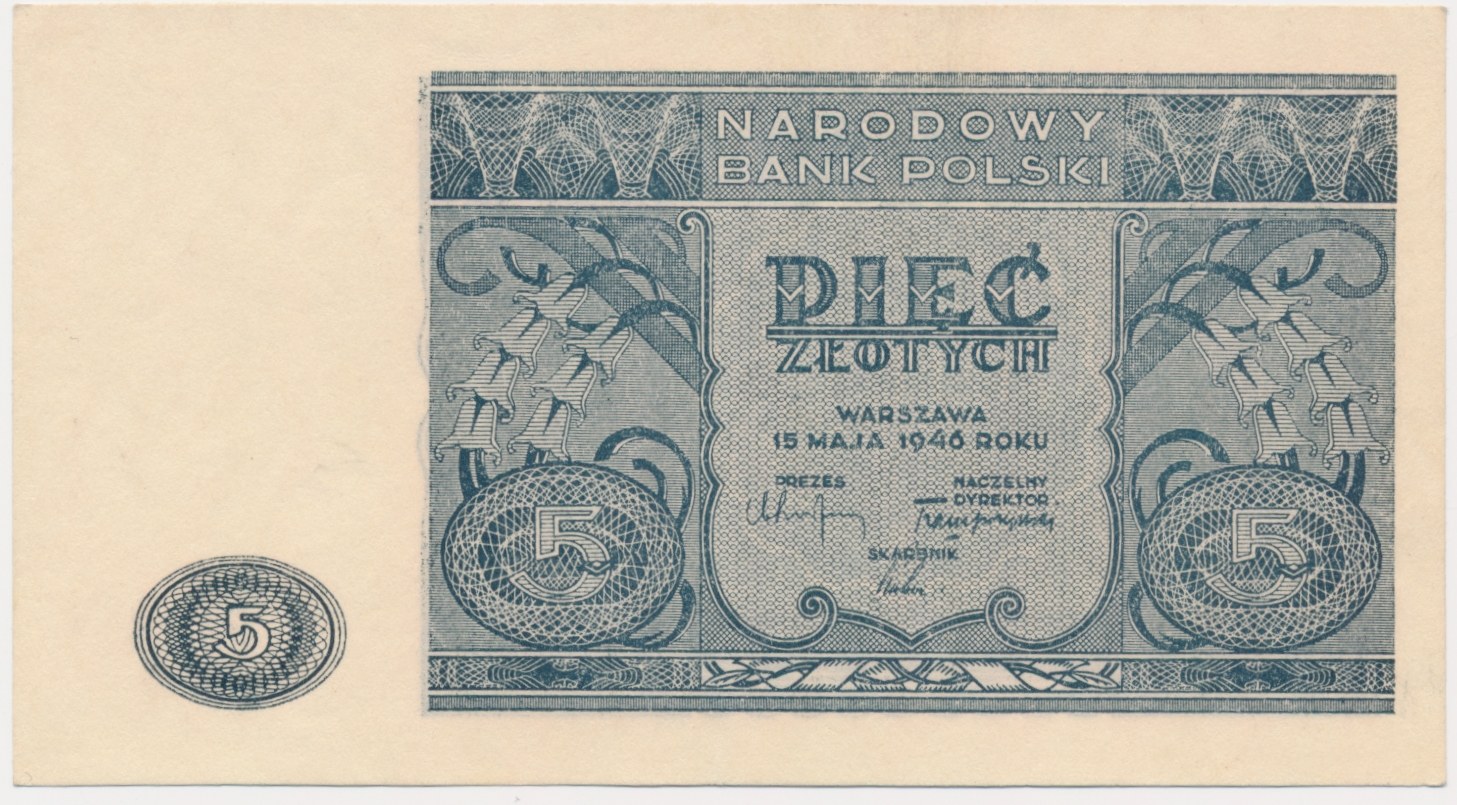 NARODOWY
BANK POLSKI
PIĘĆ
ZŁOTYCH
WARSZAWA
15 MAJA 1946 ROKU
PREZES
NACZELNY
DYREKTOR
SKARBNIK
5
5
5